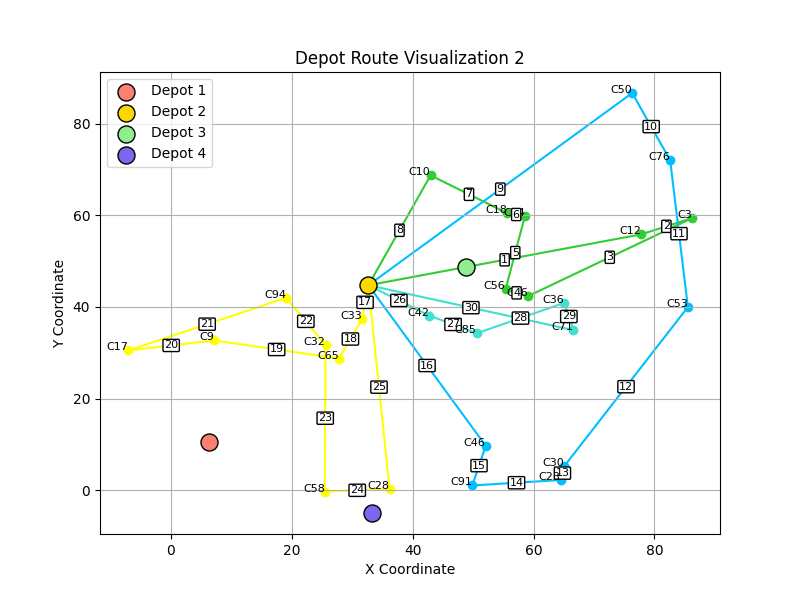 Depot Route Visualization 2
Depot 1
Depot 2
Depot 3
Depot 4
Y Coordinate
80
60
40
20
0
C50
10
C76
C10
7
9
C18
6
C3
8
C12
2
11
5
1
3
C56
4
C94
17
26
C36
C53
C33
30
C42
29
21
22
27
28
C71
C85
C9
18
C32
C17
20
19
C65
16
25
12
23
C46
15
C30
13
C91
14
C58
24
C28
0
20
40
60
80
X Coordinate